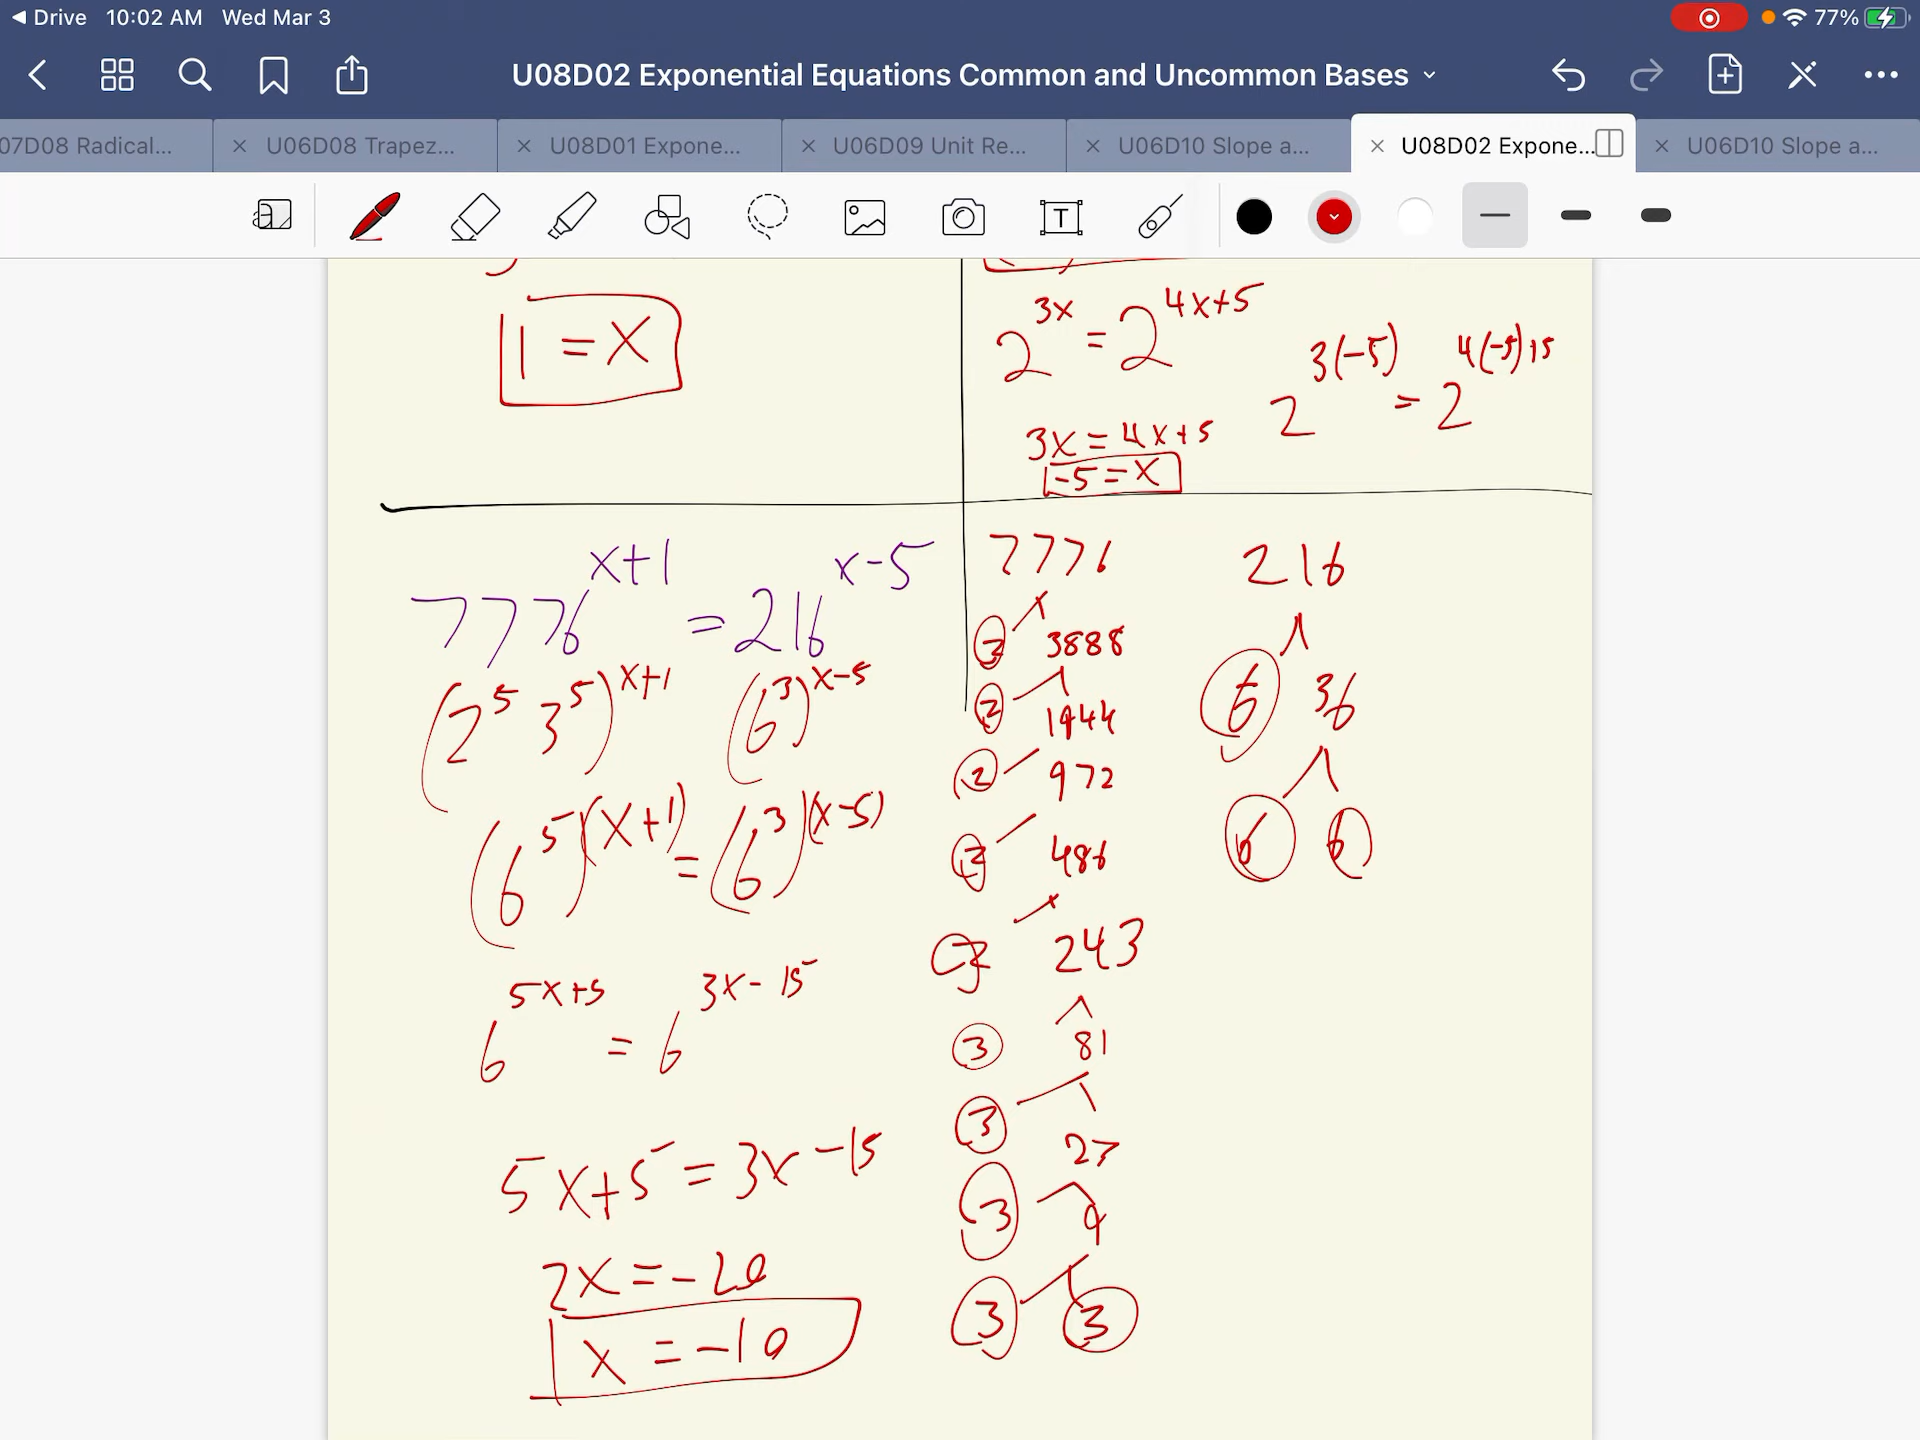 Drive 10:02 AM Wed Mar 3 77%
U08D02 Exponential Equations Common and Uncommon Bases
07D08 Radical... U06D08 Trapez... U08D01 Expone... U06D09 Unit Re... U06D10 Slope a... U08D02 Expone... U06D10 Slope a...
a T
1 = X
2^3x = 2^4x+5
3x = 4x+5
-5 = x
2^3(-5) = 2^4(-5)+5
7776^x+1 = 216^x-5
(2^5 3^5)^x+1 (6^3)^x-5
(6^5)^(x+1) = (6^3)^(x-5)
6^5x+5 = 6^3x-15
5x+5 = 3x-15
2x = -20
x = -10
7776
2 3888
2 1944
2 972
2 486
2 243
3 81
3 27
3 9
3 3
216
6 36
6 6